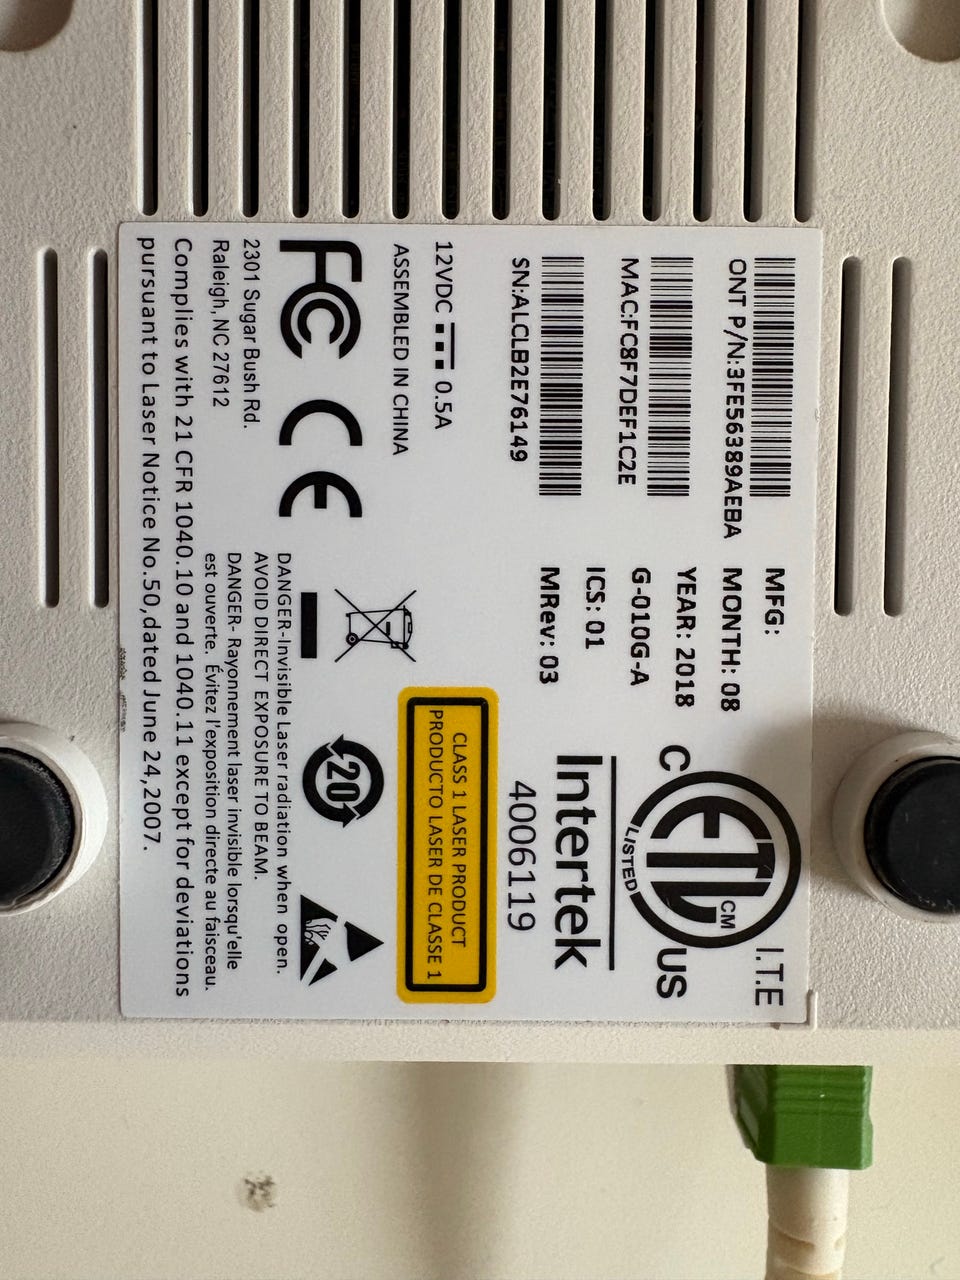 ONT P/N:3FE56389AEBA
MAC:FC8F7DEF1C2E
SN:ALCLB2E76149
MFG:
MONTH: 08
YEAR: 2018
G-010G-A
ICS: 01
MRev: 03
I.T.E
ETL CM
LISTED
C US
Intertek
4006119
12VDC 0.5A
ASSEMBLED IN CHINA
CLASS 1 LASER PRODUCT
PRODUCTO LASER DE CLASSE 1
FC CE
20
2301 Sugar Bush Rd.
Raleigh, NC 27612
DANGER-Invisible Laser radiation when open.
AVOID DIRECT EXPOSURE TO BEAM.
DANGER- Rayonnement laser invisible lorsqu'elle
est ouverte. Évitez l'exposition directe au faisceau.
Complies with 21 CFR 1040.10 and 1040.11 except for deviations
pursuant to Laser Notice No.50,dated June 24,2007.